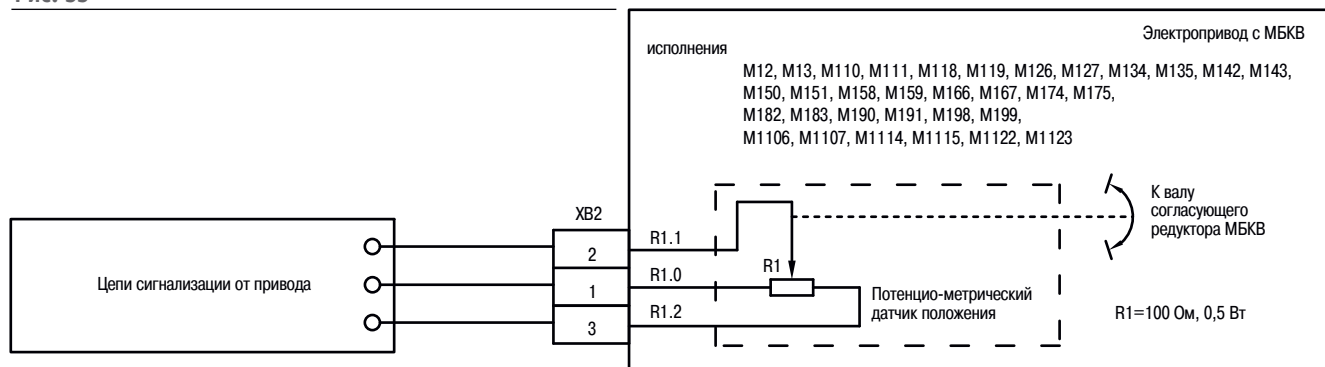 Электропривод с МБКВ
исполнения
М12, М13, М110, М111, М118, М119, М126, М127, М134, М135, М142, М143,
М150, М151, М158, М159, М166, М167, М174, М175,
М182, М183, М190, М191, М198, М199,
М1106, М1107, М1114, М1115, М1122, М1123
К валу
согласующего
редуктора МБКВ
ХВ2
2
R1.1
R1.0
R1
1
R1.2
3
Цепи сигнализации от привода
Потенцио-метрический
датчик положения
R1=100 Ом, 0,5 Вт